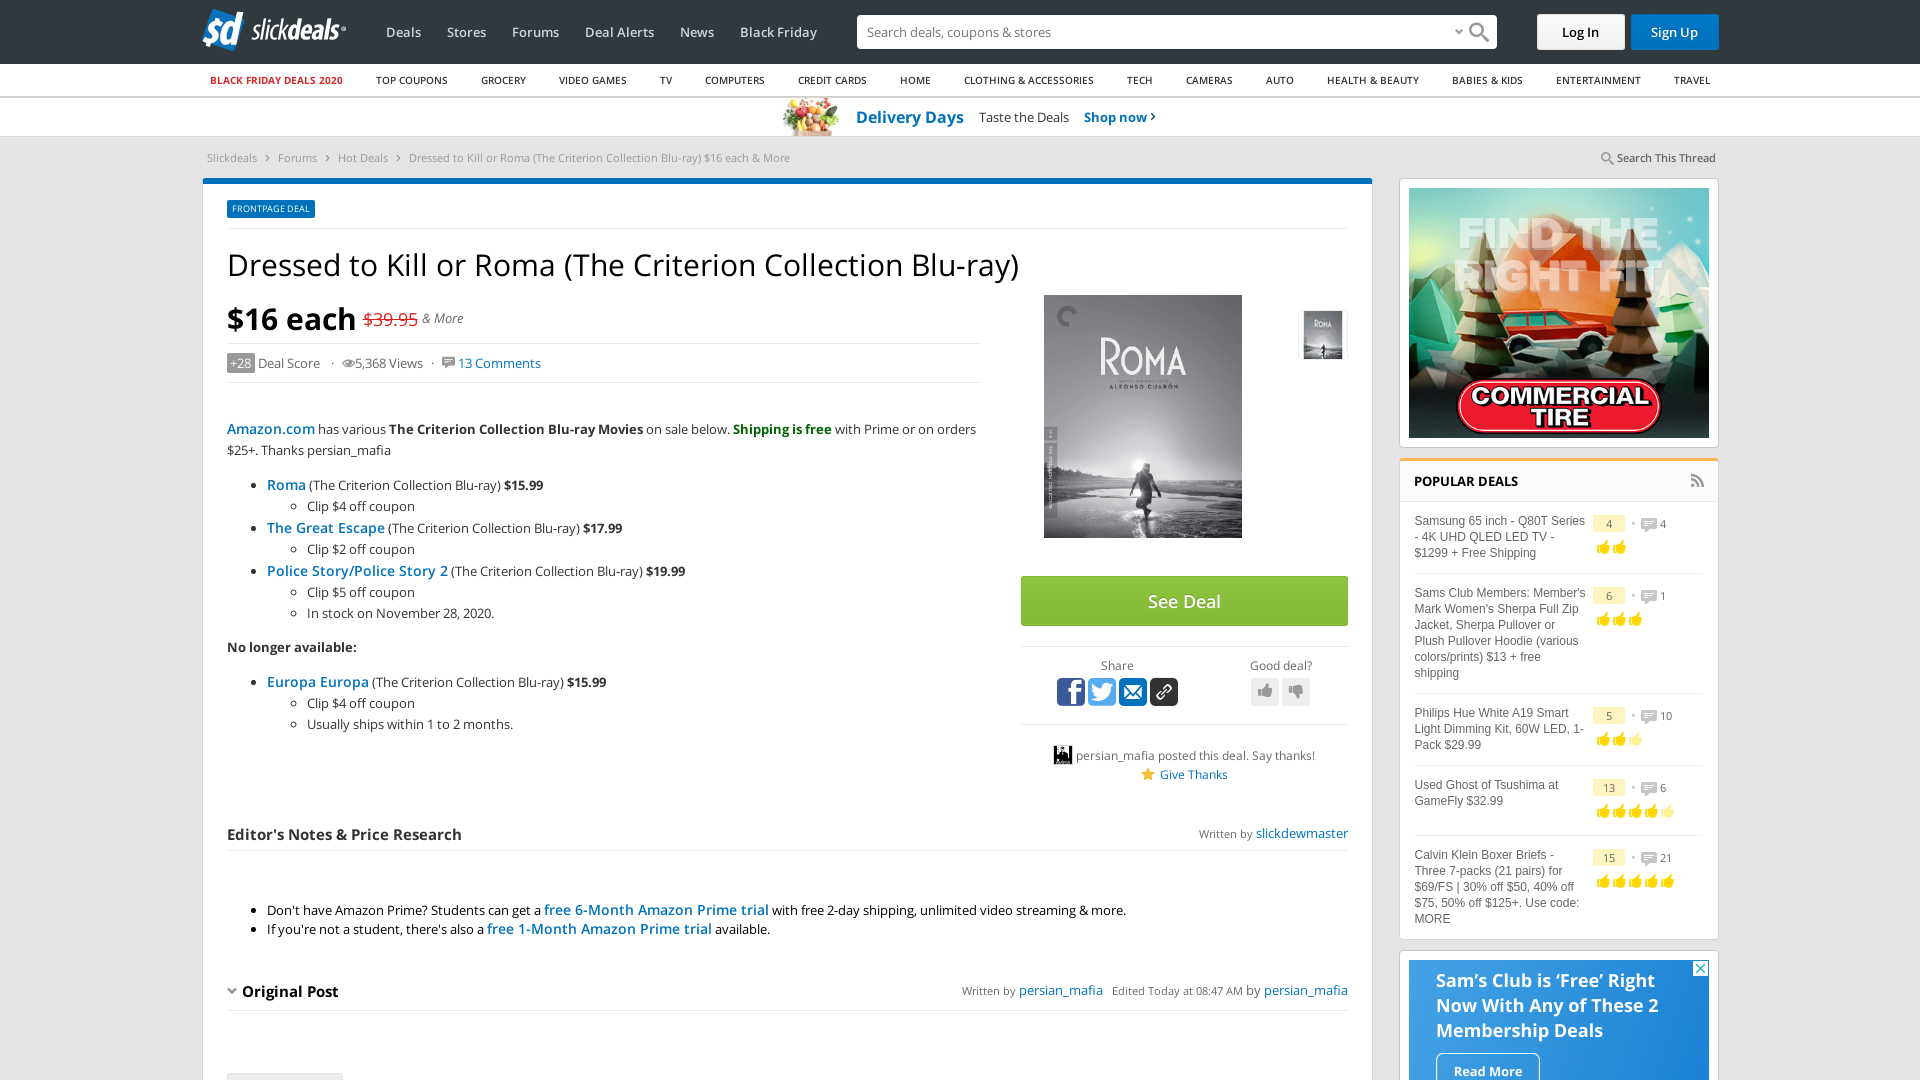 sd slickdeals
Deals Stores Forums Deal Alerts News Black Friday
Search deals, coupons & stores
Log In Sign Up
BLACK FRIDAY DEALS 2020 TOP COUPONS GROCERY VIDEO GAMES TV COMPUTERS CREDIT CARDS HOME CLOTHING & ACCESSORIES TECH CAMERAS AUTO HEALTH & BEAUTY BABIES & KIDS ENTERTAINMENT TRAVEL
Delivery Days Taste the Deals Shop now
Slickdeals Forums Hot Deals Dressed to Kill or Roma (The Criterion Collection Blu-ray) $16 each & More
Search This Thread
FRONTPAGE DEAL
Dressed to Kill or Roma (The Criterion Collection Blu-ray)
$16 each $39.95 & More
+28 Deal Score · 5,368 Views · 13 Comments
Amazon.com has various The Criterion Collection Blu-ray Movies on sale below. Shipping is free with Prime or on orders
$25+. Thanks persian_mafia
Roma (The Criterion Collection Blu-ray) $15.99
Clip $4 off coupon
The Great Escape (The Criterion Collection Blu-ray) $17.99
Clip $2 off coupon
Police Story/Police Story 2 (The Criterion Collection Blu-ray) $19.99
Clip $5 off coupon
In stock on November 28, 2020.
No longer available:
Europa Europa (The Criterion Collection Blu-ray) $15.99
Clip $4 off coupon
Usually ships within 1 to 2 months.
ROMA
ALFONSO CUARÓN
ROMA
See Deal
Share Good deal?
persian_mafia posted this deal. Say thanks!
Give Thanks
Editor's Notes & Price Research
Written by slickdewmaster
Don't have Amazon Prime? Students can get a free 6-Month Amazon Prime trial with free 2-day shipping, unlimited video streaming & more.
If you're not a student, there's also a free 1-Month Amazon Prime trial available.
Original Post
Written by persian_mafia Edited Today at 08:47 AM by persian_mafia
FIND THE
RIGHT FIT
COMMERCIAL
TIRE
POPULAR DEALS
Samsung 65 inch - Q80T Series
- 4K UHD QLED LED TV -
$1299 + Free Shipping
4 • 4
Sams Club Members: Member's
Mark Women's Sherpa Full Zip
Jacket, Sherpa Pullover or
Plush Pullover Hoodie (various
colors/prints) $13 + free
shipping
6 • 1
Philips Hue White A19 Smart
Light Dimming Kit, 60W LED, 1-
Pack $29.99
5 • 10
Used Ghost of Tsushima at
GameFly $32.99
13 • 6
Calvin Klein Boxer Briefs -
Three 7-packs (21 pairs) for
$69/FS | 30% off $50, 40% off
$75, 50% off $125+. Use code:
MORE
15 • 21
Sam's Club is ‘Free’ Right
Now With Any of These 2
Membership Deals
Read More